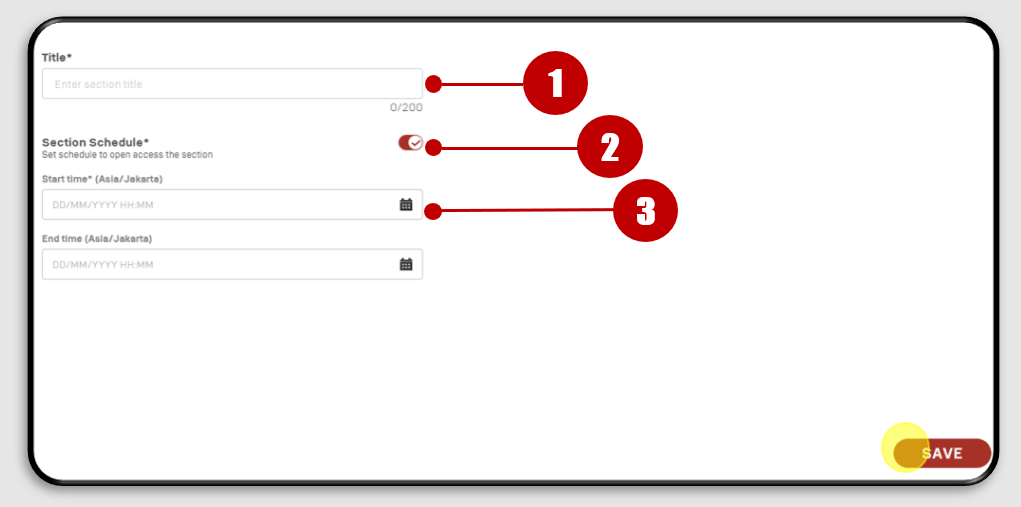 Title*
Enter section title
1
0/200
Section Schedule*
2
Set schedule to open access the section
Start time* (Asia/Jakarta)
DD/MM/YYYY HH:MM
3
End time (Asia/Jakarta)
DD/MM/YYYY HH:MM
SAVE